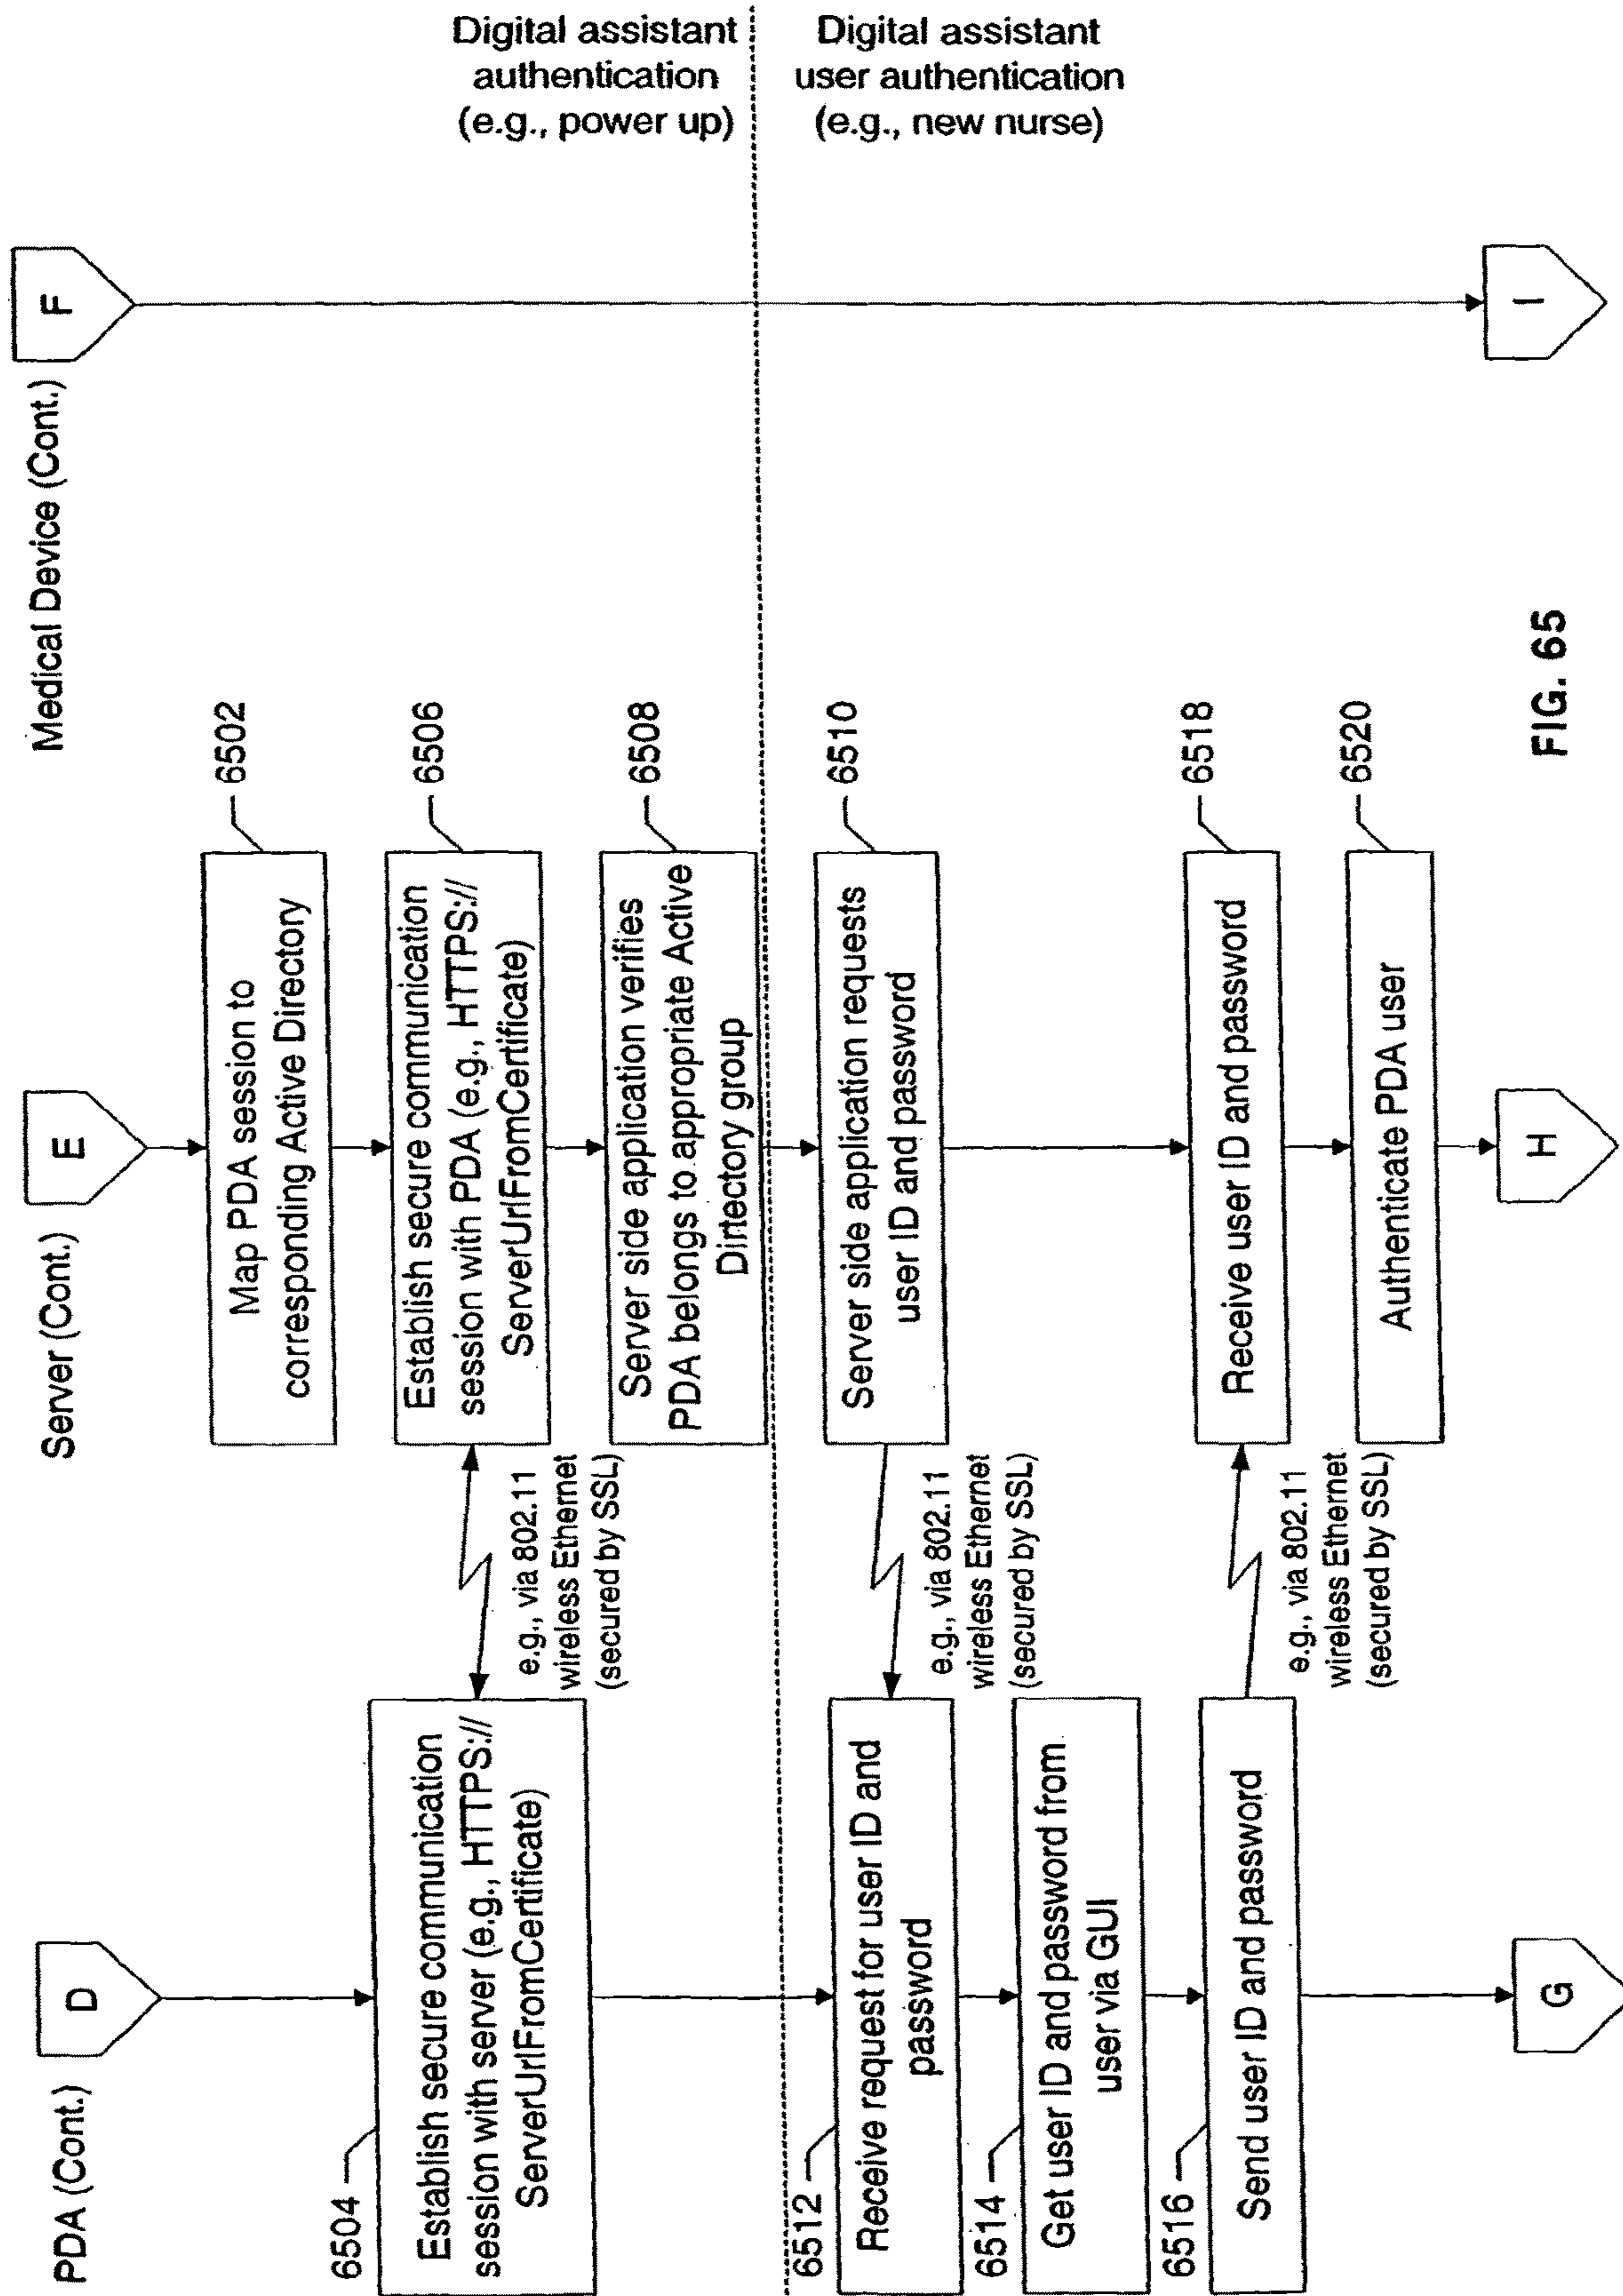 PDA (Cont.)
D
Server (Cont.)
E
Medical Device (Cont.)
F
Map PDA session to
corresponding Active Directory
6502
6504
Establish secure communication
session with server (e.g., HTTPS://
ServerUrlFromCertificate)
e.g., via 802.11
wireless Ethernet
(secured by SSL)
Establish secure communication
session with PDA (e.g., HTTPS://
ServerUrlFromCertificate)
6506
Server side application verifies
PDA belongs to appropriate Active
Directory group
6508
Digital assistant
authentication
(e.g., power up)
Digital assistant
user authentication
(e.g., new nurse)
Server side application requests
user ID and password
6510
6512
Receive request for user ID and
password
e.g., via 802.11
wireless Ethernet
(secured by SSL)
6514
Get user ID and password from
user via GUI
6516
Send user ID and password
e.g., via 802.11
wireless Ethernet
(secured by SSL)
Receive user ID and password
6518
Authenticate PDA user
6520
G
H
I
FIG. 65